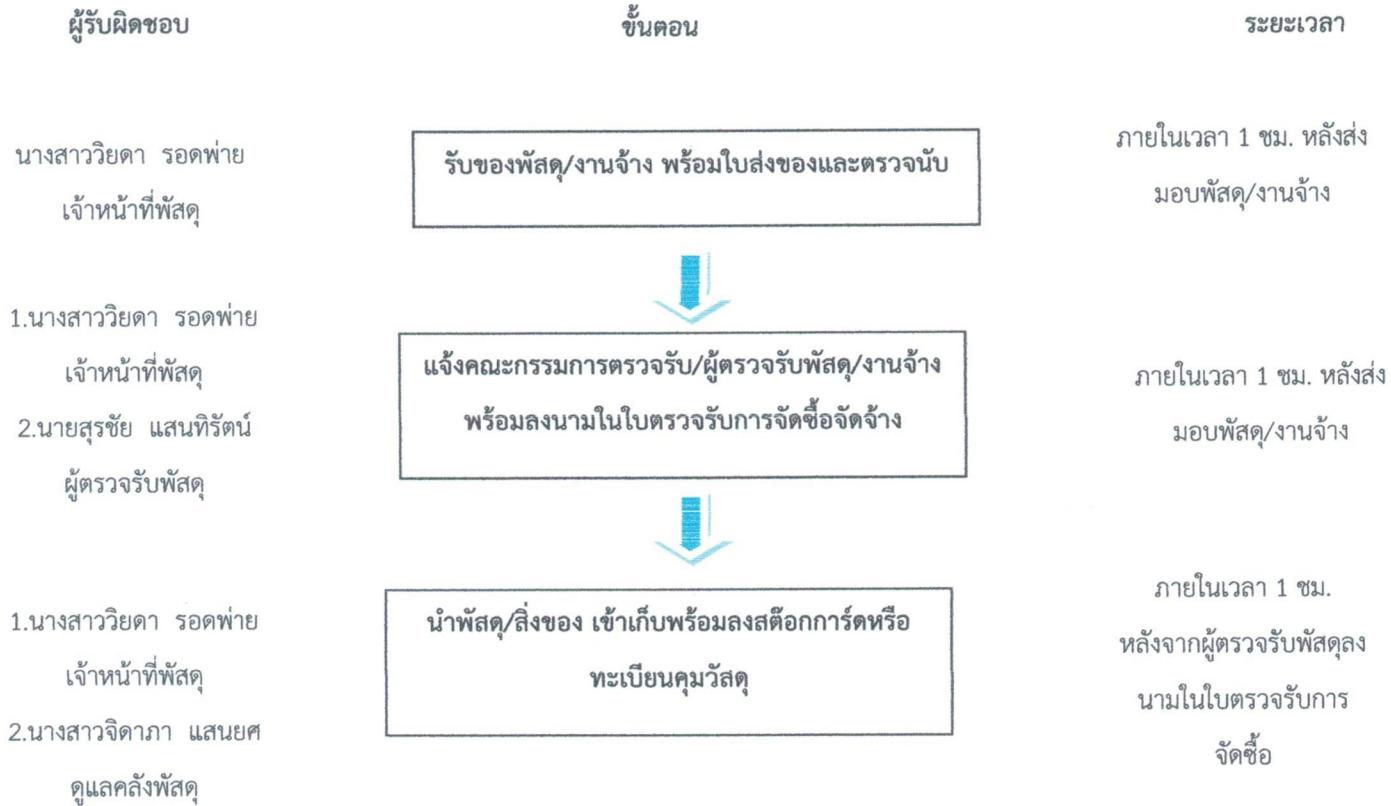 ผู้รับผิดชอบ ขั้นตอน ระยะเวลา
นางสาววิยดา รอดพ่าย
เจ้าหน้าที่พัสดุ
รับของพัสดุ/งานจ้าง พร้อมใบส่งของและตรวจนับ
ภายในเวลา 1 ชม. หลังส่ง
มอบพัสดุ/งานจ้าง
1.นางสาววิยดา รอดพ่าย
เจ้าหน้าที่พัสดุ
2.นายสุรชัย แสนทิรัตน์
ผู้ตรวจรับพัสดุ
แจ้งคณะกรรมการตรวจรับ/ผู้ตรวจรับพัสดุ/งานจ้าง
พร้อมลงนามในใบตรวจรับการจัดซื้อจัดจ้าง
ภายในเวลา 1 ชม. หลังส่ง
มอบพัสดุ/งานจ้าง
1.นางสาววิยดา รอดพ่าย
เจ้าหน้าที่พัสดุ
2.นางสาวจิดาภา แสนยศ
ดูแลคลังพัสดุ
นำพัสดุ/สิ่งของ เข้าเก็บพร้อมลงสต๊อกการ์ดหรือ
ทะเบียนคุมวัสดุ
ภายในเวลา 1 ชม.
หลังจากผู้ตรวจรับพัสดุลง
นามในใบตรวจรับการ
จัดซื้อ